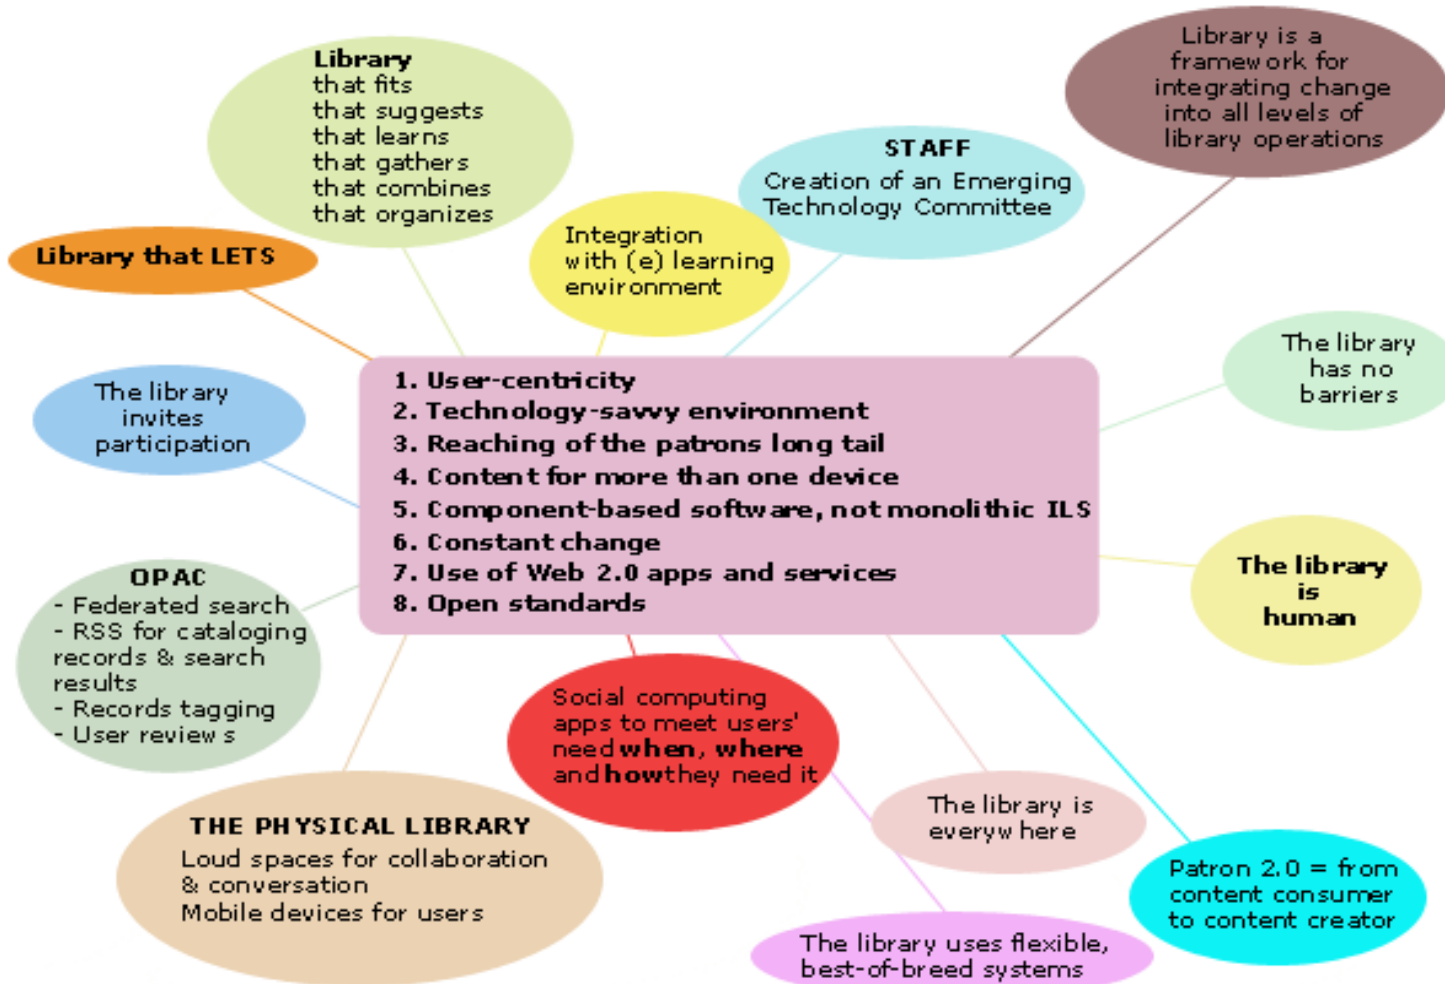 Library
that fits
that suggests
that learns
that gathers
that combines
that organizes
Library is a
framework for
integrating change
into all levels of
library operations
STAFF
Creation of an Emerging
Technology Committee
Integration
with (e) learning
environment
Library that LETS
The library
invites
participation
The library
has no
barriers
1. User-centricity
2. Technology-savvy environment
3. Reaching of the patrons long tail
4. Content for more than one device
5. Component-based software, not monolithic ILS
6. Constant change
7. Use of Web 2.0 apps and services
8. Open standards
The library
is
human
OPAC
- Federated search
- RSS for cataloging
records & search
results
- Records tagging
- User reviews
Social computing
apps to meet users'
need when, where
and how they need it
THE PHYSICAL LIBRARY
Loud spaces for collaboration
& conversation
Mobile devices for users
The library is
everywhere
Patron 2.0 = from
content consumer
to content creator
The library uses flexible,
best-of-breed systems